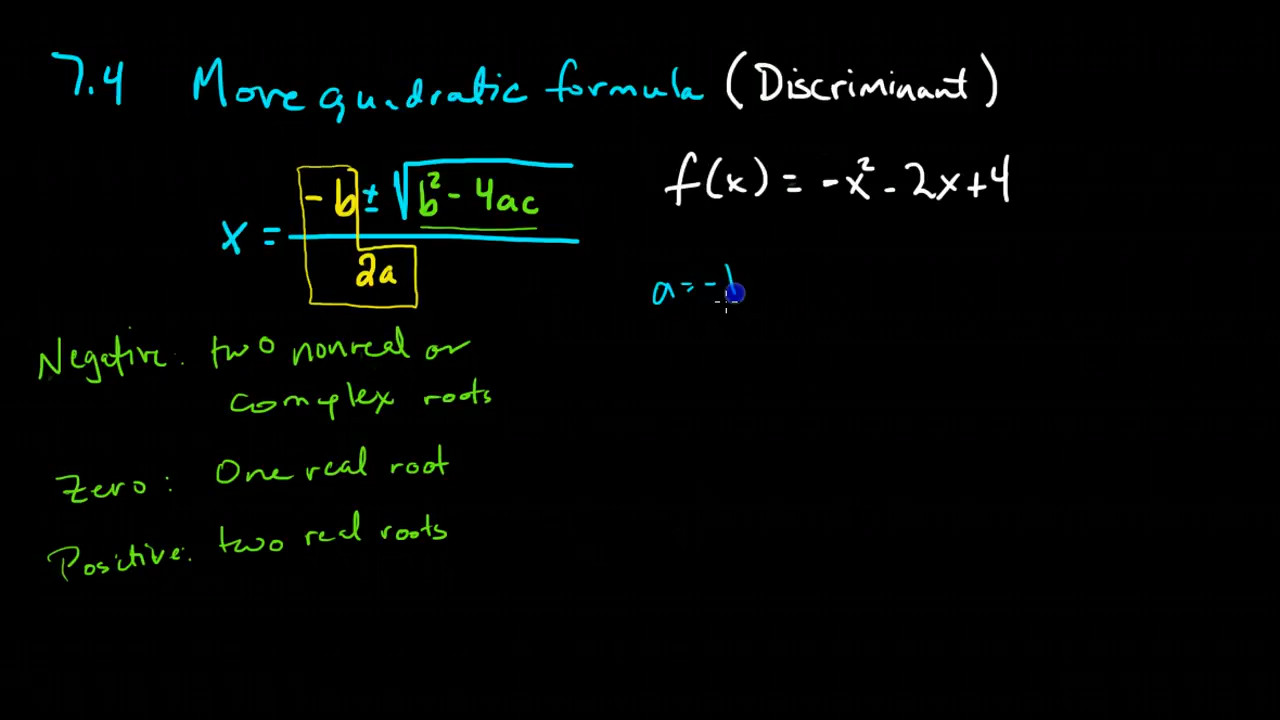 7.4 More quadratic formula (Discriminant)
x = -b ± √b² - 4ac / 2a
f(x) = -x² - 2x + 4
a = -1
Negative: two nonreal or
complex roots
Zero: One real root
Positive: two real roots